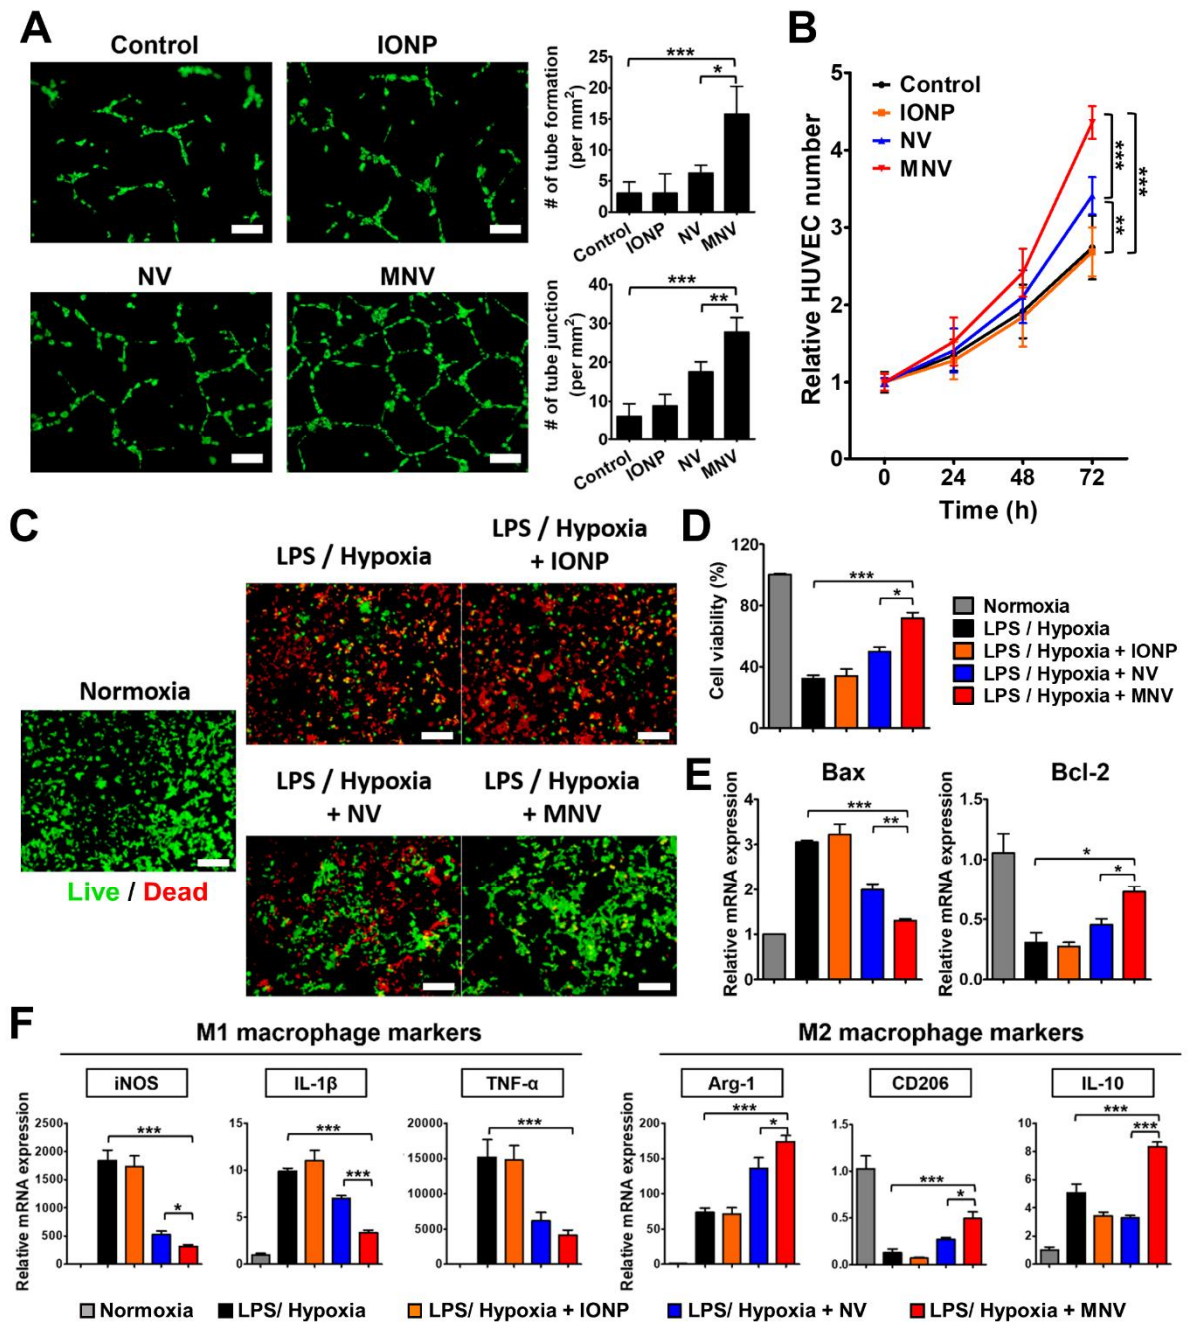 A
Control
IONP
# of tube formation
(per mm²)
25
20
15
10
5
0
***
*
Control
IONP
NV
MNV
NV
MNV
# of tube junction
(per mm²)
40
30
20
10
0
***
**
Control
IONP
NV
MNV
B
Relative HUVEC number
5
4
3
2
1
0
Control
IONP
NV
MNV
***
**
***
0 24 48 72
Time (h)
C
LPS / Hypoxia
LPS / Hypoxia
+ IONP
Normoxia
LPS / Hypoxia
+ NV
LPS / Hypoxia
+ MNV
Live / Dead
D
Cell viability (%)
120
80
40
0
***
*
Normoxia
LPS / Hypoxia
LPS / Hypoxia + IONP
LPS / Hypoxia + NV
LPS / Hypoxia + MNV
E
Bax
Relative mRNA expression
4
3
2
1
0
***
**
Bcl-2
Relative mRNA expression
1.5
1.0
0.5
0.0
*
*
F
M1 macrophage markers
M2 macrophage markers
iNOS
Relative mRNA expression
2500
2000
1500
1000
500
0
***
*
IL-1β
15
10
5
0
***
***
TNF-α
20000
15000
10000
5000
0
***
Arg-1
Relative mRNA expression
200
150
100
50
0
***
*
CD206
1.5
1.0
0.5
0.0
***
*
IL-10
10
8
6
4
2
0
***
***
Normoxia
LPS/ Hypoxia
LPS/ Hypoxia + IONP
LPS/ Hypoxia + NV
LPS/ Hypoxia + MNV